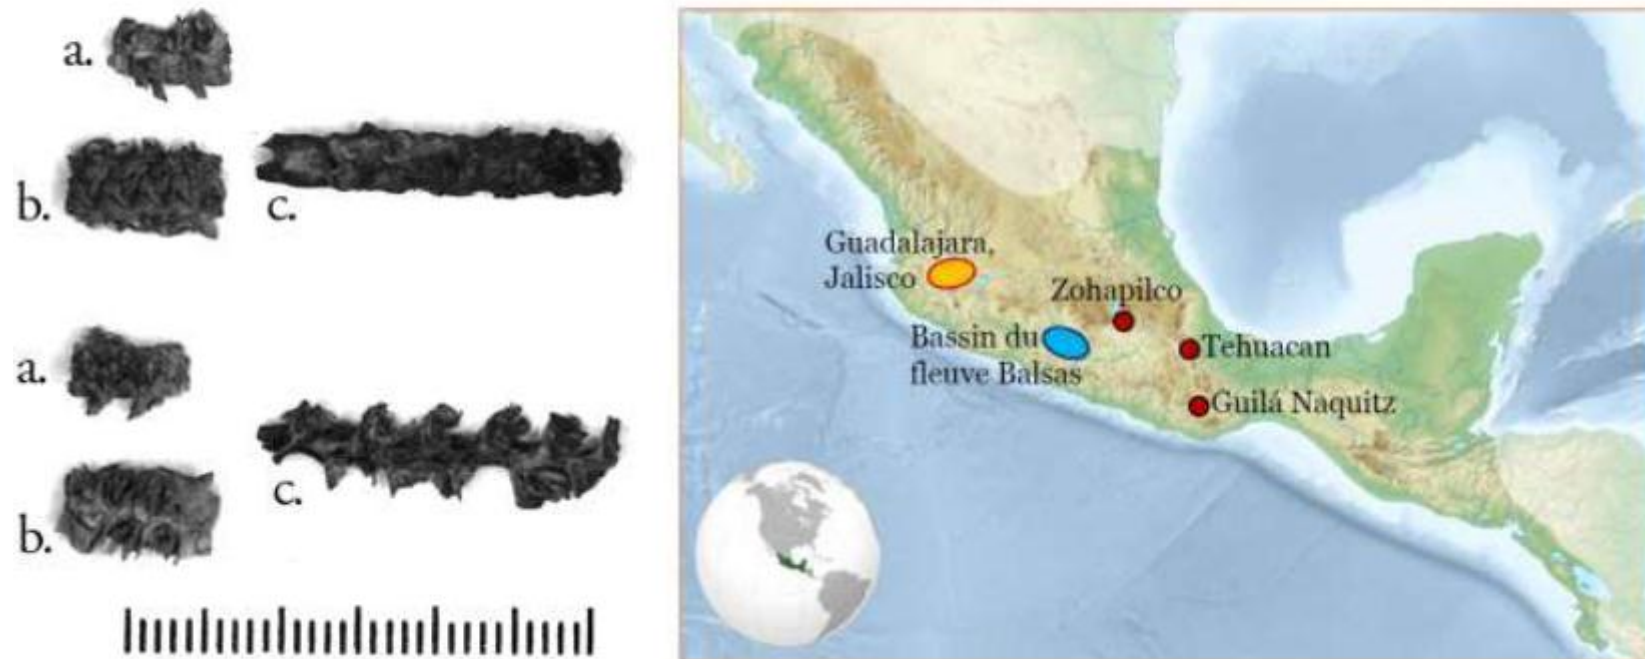 a.
b.
c.
a.
b.
c.
Guadalajara,
Jalisco
Zohapilco
Bassin du
fleuve Balsas
Tehuacan
Guilá Naquitz